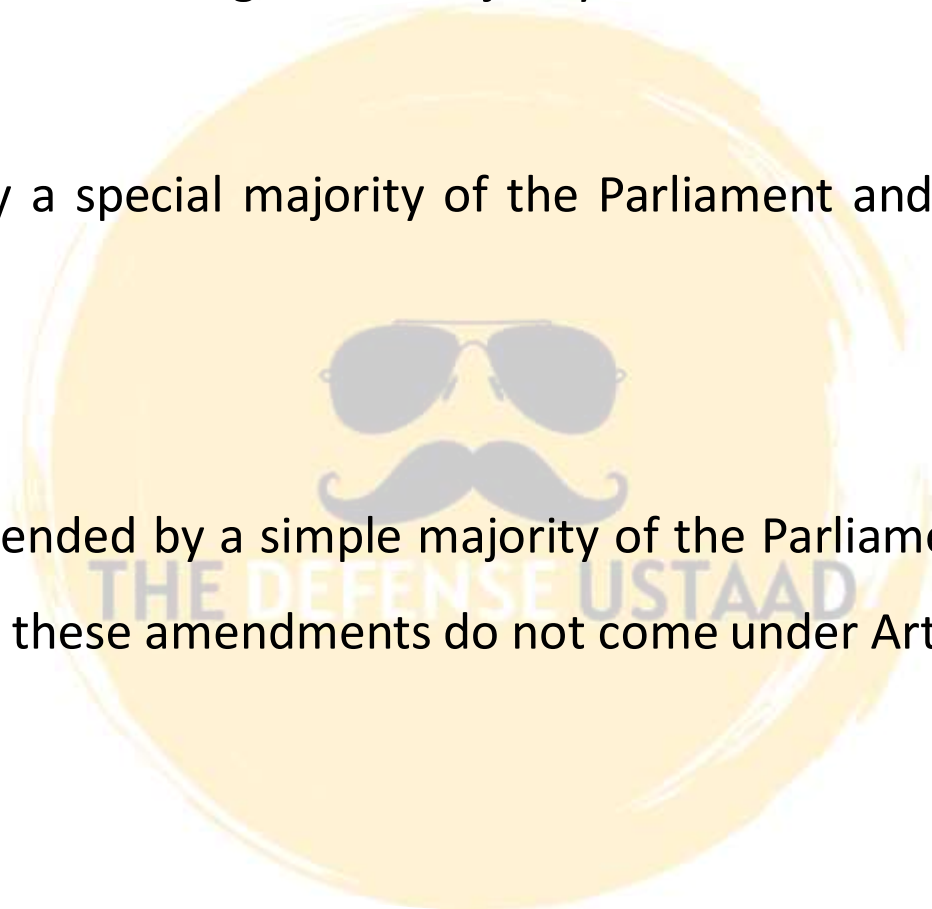 a special majority of the Parliament and
ended by a simple majority of the Parliame
THE DEFENSE USTAAD
these amendments do not come under Art